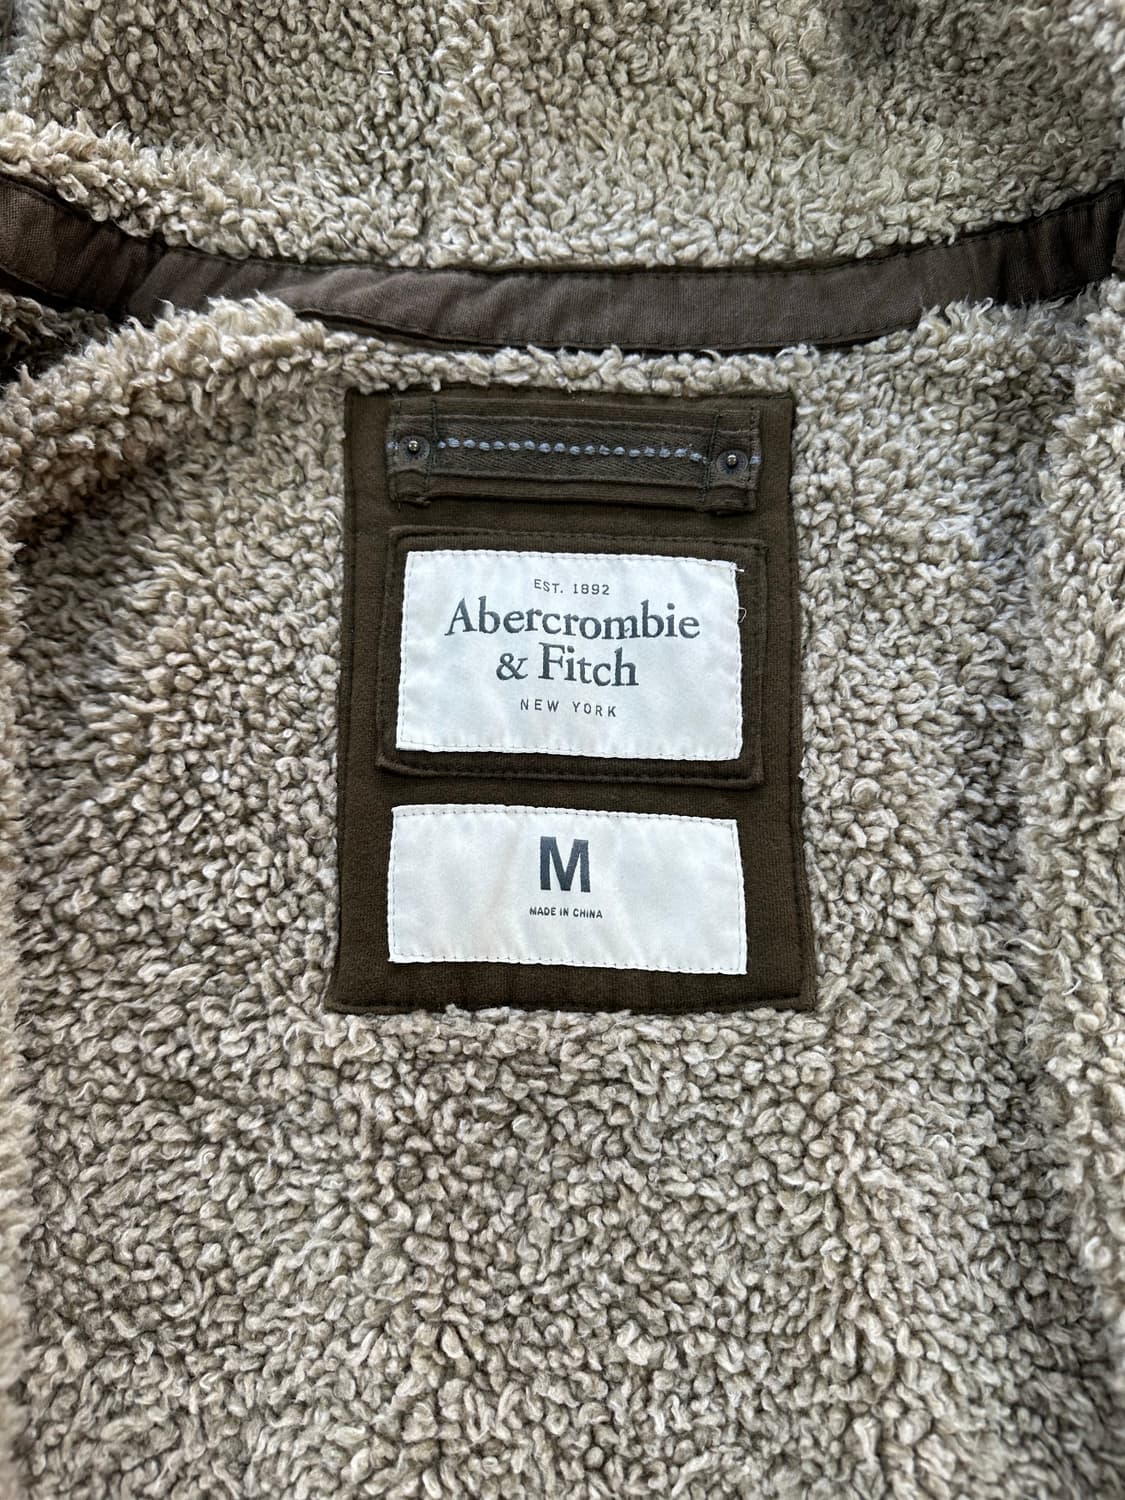 EST. 1892
Abercrombie
& Fitch
NEW YORK
M
MADE IN CHINA